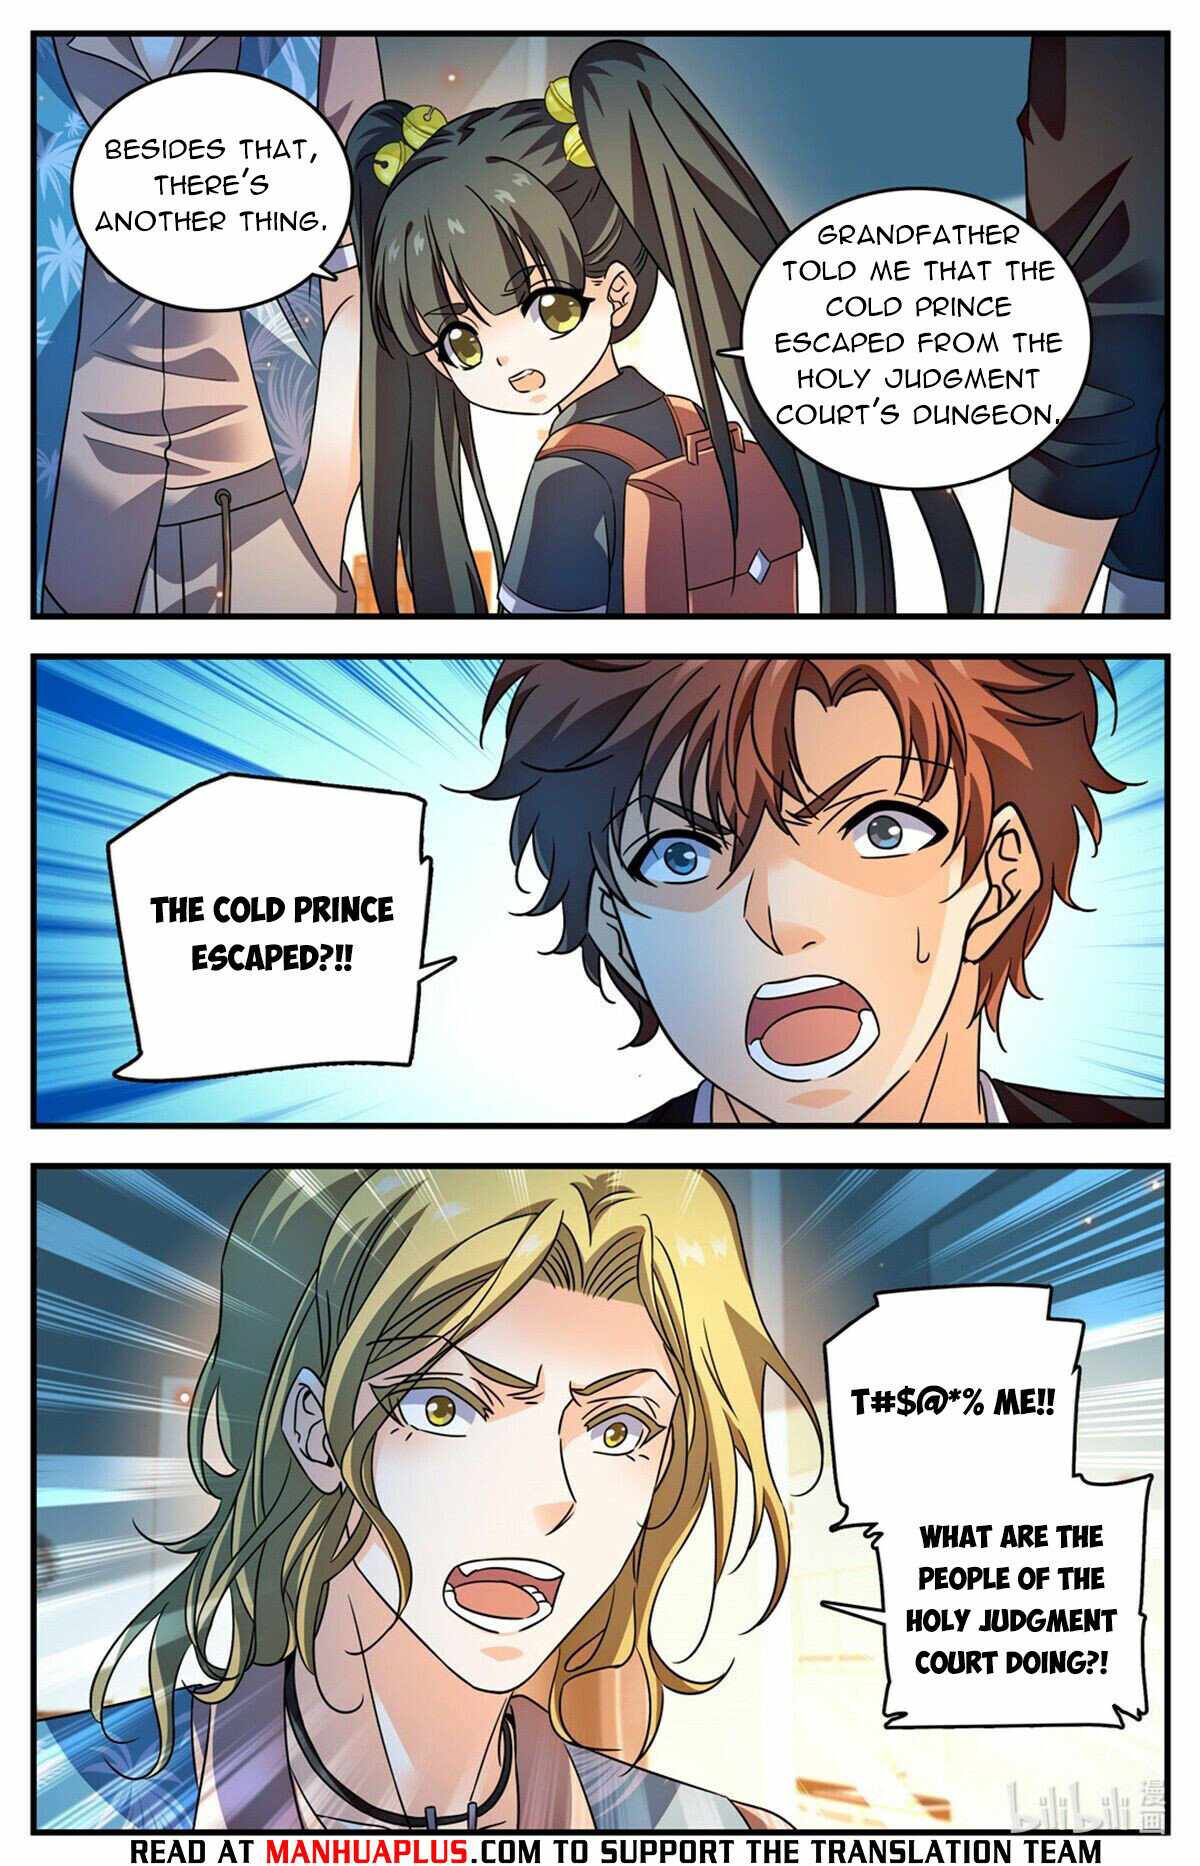 BESIDES THAT,
THERE'S
ANOTHER THING.
GRANDFATHER
TOLD ME THAT THE
COLD PRINCE
ESCAPED FROM THE
HOLY JUDGMENT
COURT'S DUNGEON.
THE COLD PRINCE
ESCAPED?!!
T#$@*% ME!!
WHAT ARE THE
PEOPLE OF THE
HOLY JUDGMENT
COURT DOING?!
bilibili 漫画
READ AT MANHUAPLUS.COM TO SUPPORT THE TRANSLATION TEAM